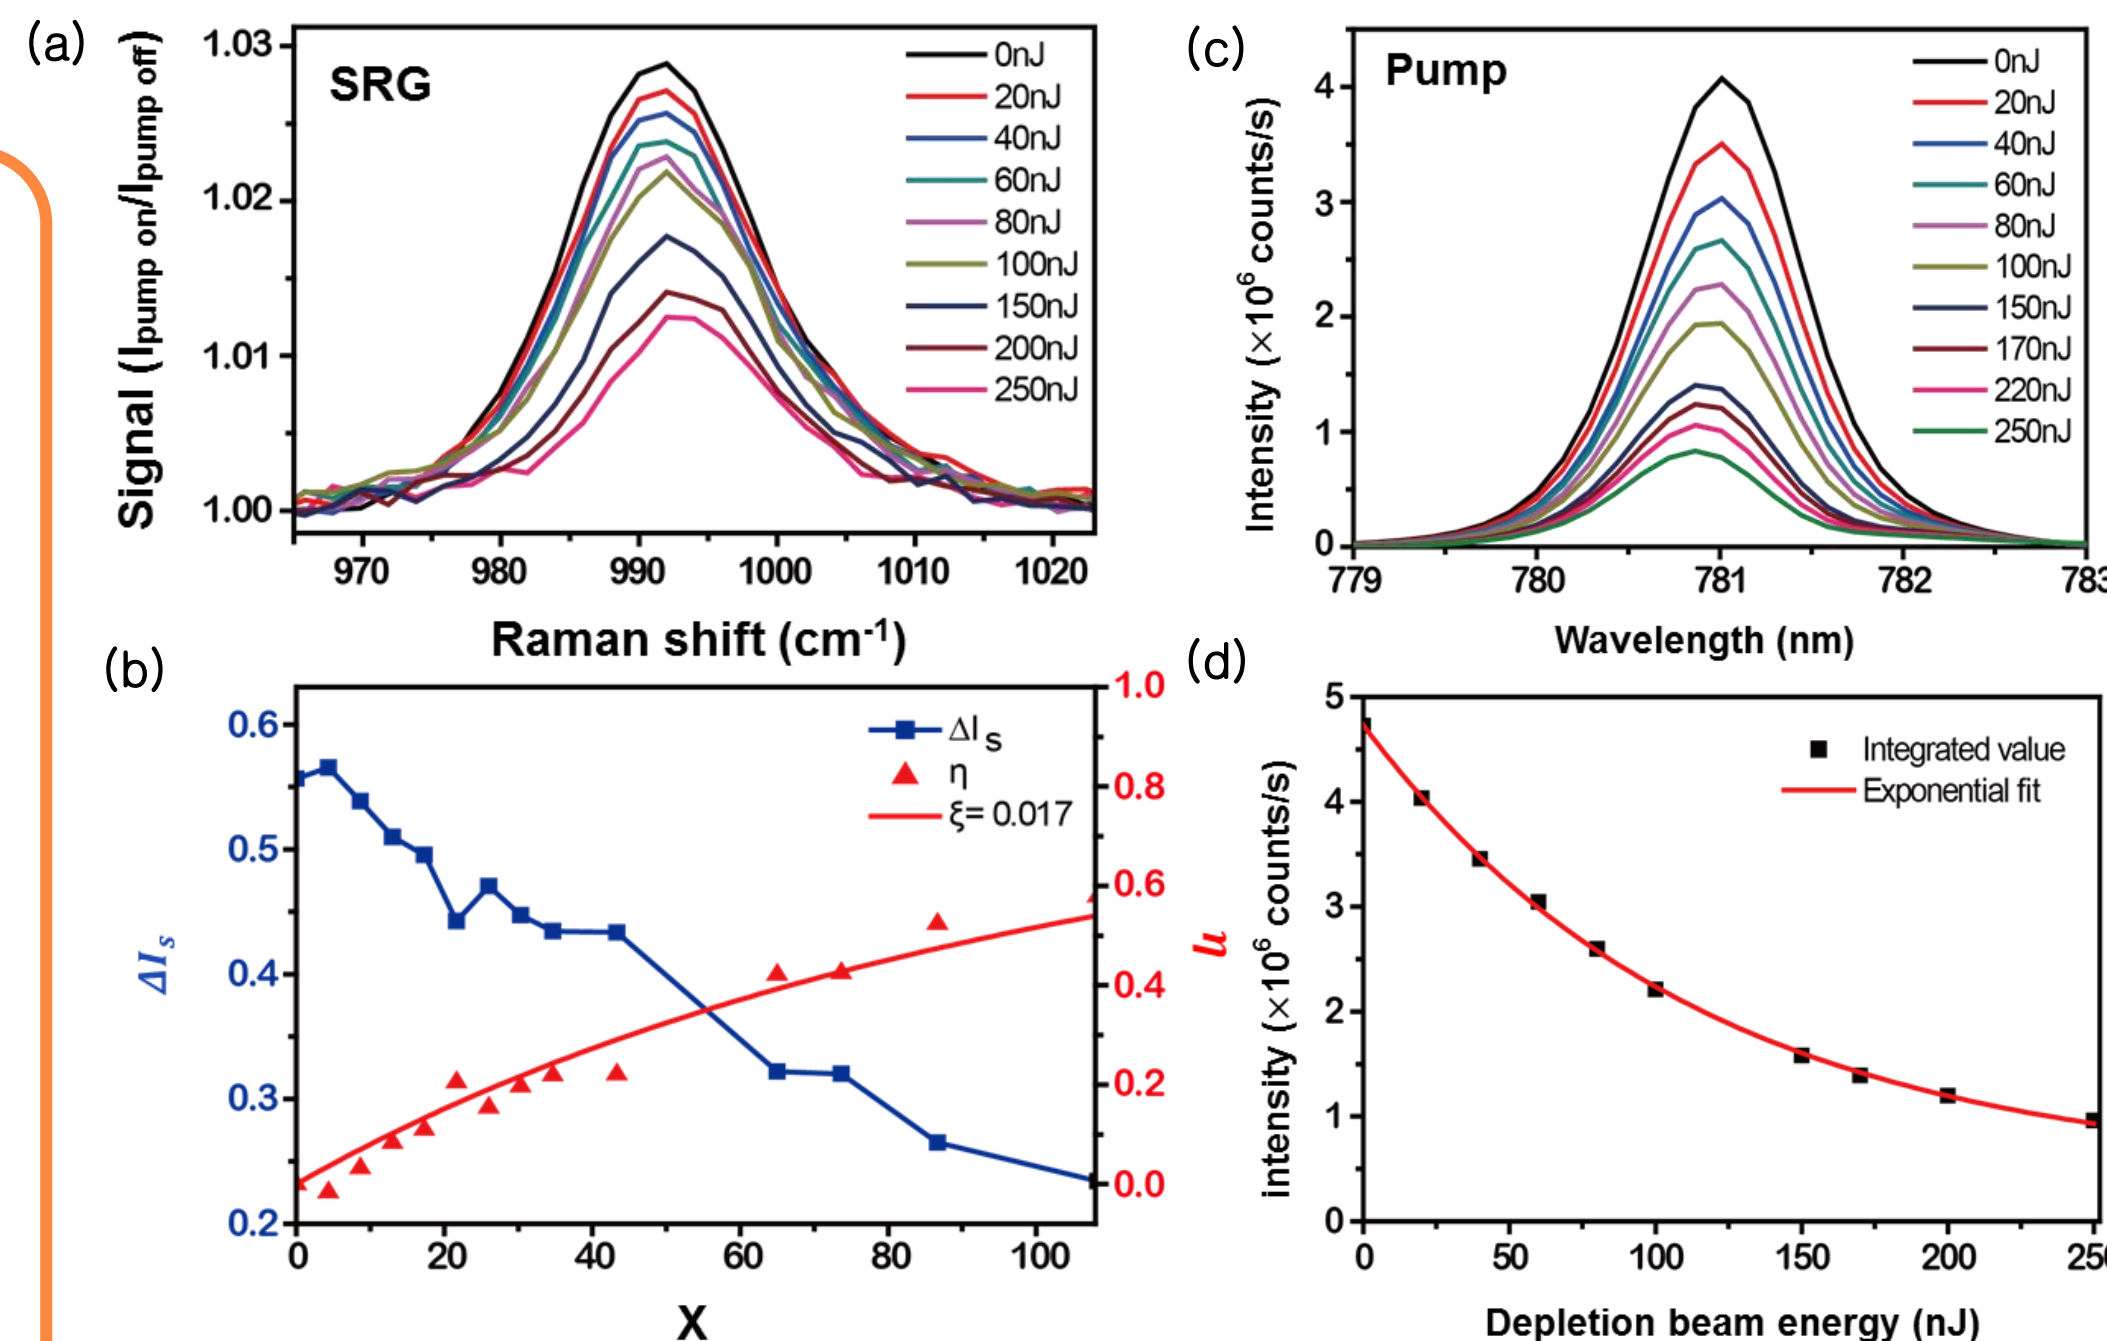 (a)
1.03
1.02
1.01
1.00
Signal (Ipump on/Ipump off)
SRG
0nJ
20nJ
40nJ
60nJ
80nJ
100nJ
150nJ
200nJ
250nJ
970 980 990 1000 1010 1020
Raman shift (cm-1)
(c)
4
3
2
1
0
Intensity (×10⁶ counts/s)
Pump
0nJ
20nJ
40nJ
60nJ
80nJ
100nJ
150nJ
170nJ
220nJ
250nJ
779 780 781 782 783
Wavelength (nm)
(b)
0.6
0.5
0.4
0.3
0.2
ΔIs
ΔIs
η
ξ= 0.017
1.0
0.8
0.6
0.4
0.2
0.0
η
0 20 40 60 80 100
X
(d)
5
4
3
2
1
0
intensity (×10⁶ counts/s)
Integrated value
Exponential fit
0 50 100 150 200 250
Depletion beam energy (nJ)